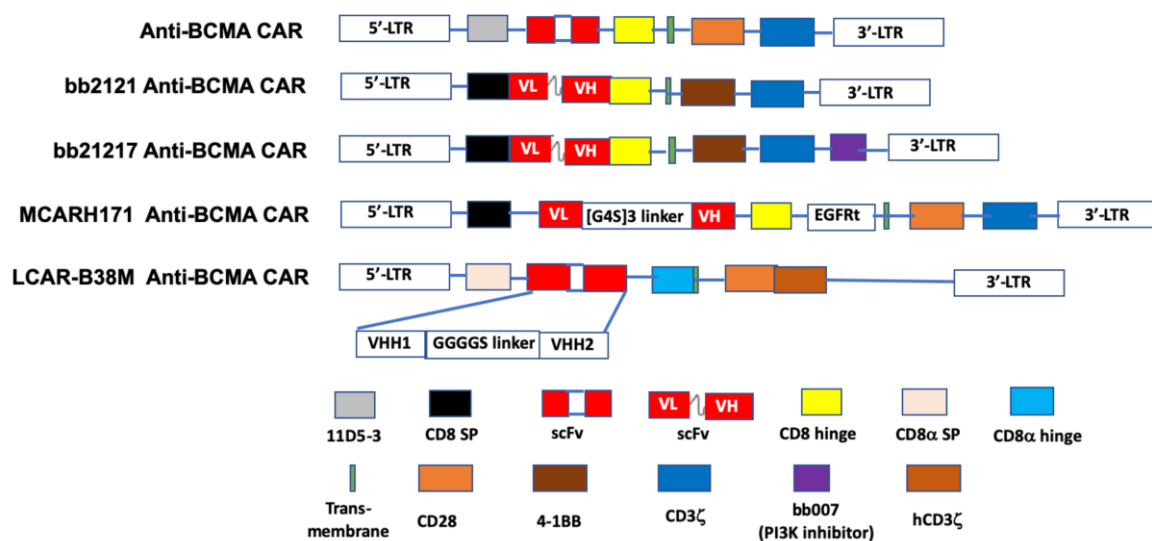 Anti-BCMA CAR 5’-LTR 3’-LTR
bb2121 Anti-BCMA CAR 5’-LTR VL VH 3’-LTR
bb21217 Anti-BCMA CAR 5’-LTR VL VH 3’-LTR
MCARH171 Anti-BCMA CAR 5’-LTR VL [G4S]3 linker VH EGFRt 3’-LTR
LCAR-B38M Anti-BCMA CAR 5’-LTR 3’-LTR
VHH1 GGGGS linker VHH2
VL VH
11D5-3 CD8 SP scFv scFv CD8 hinge CD8α SP CD8α hinge
Trans-
membrane CD28 4-1BB CD3ζ bb007 hCD3ζ
(PI3K inhibitor)